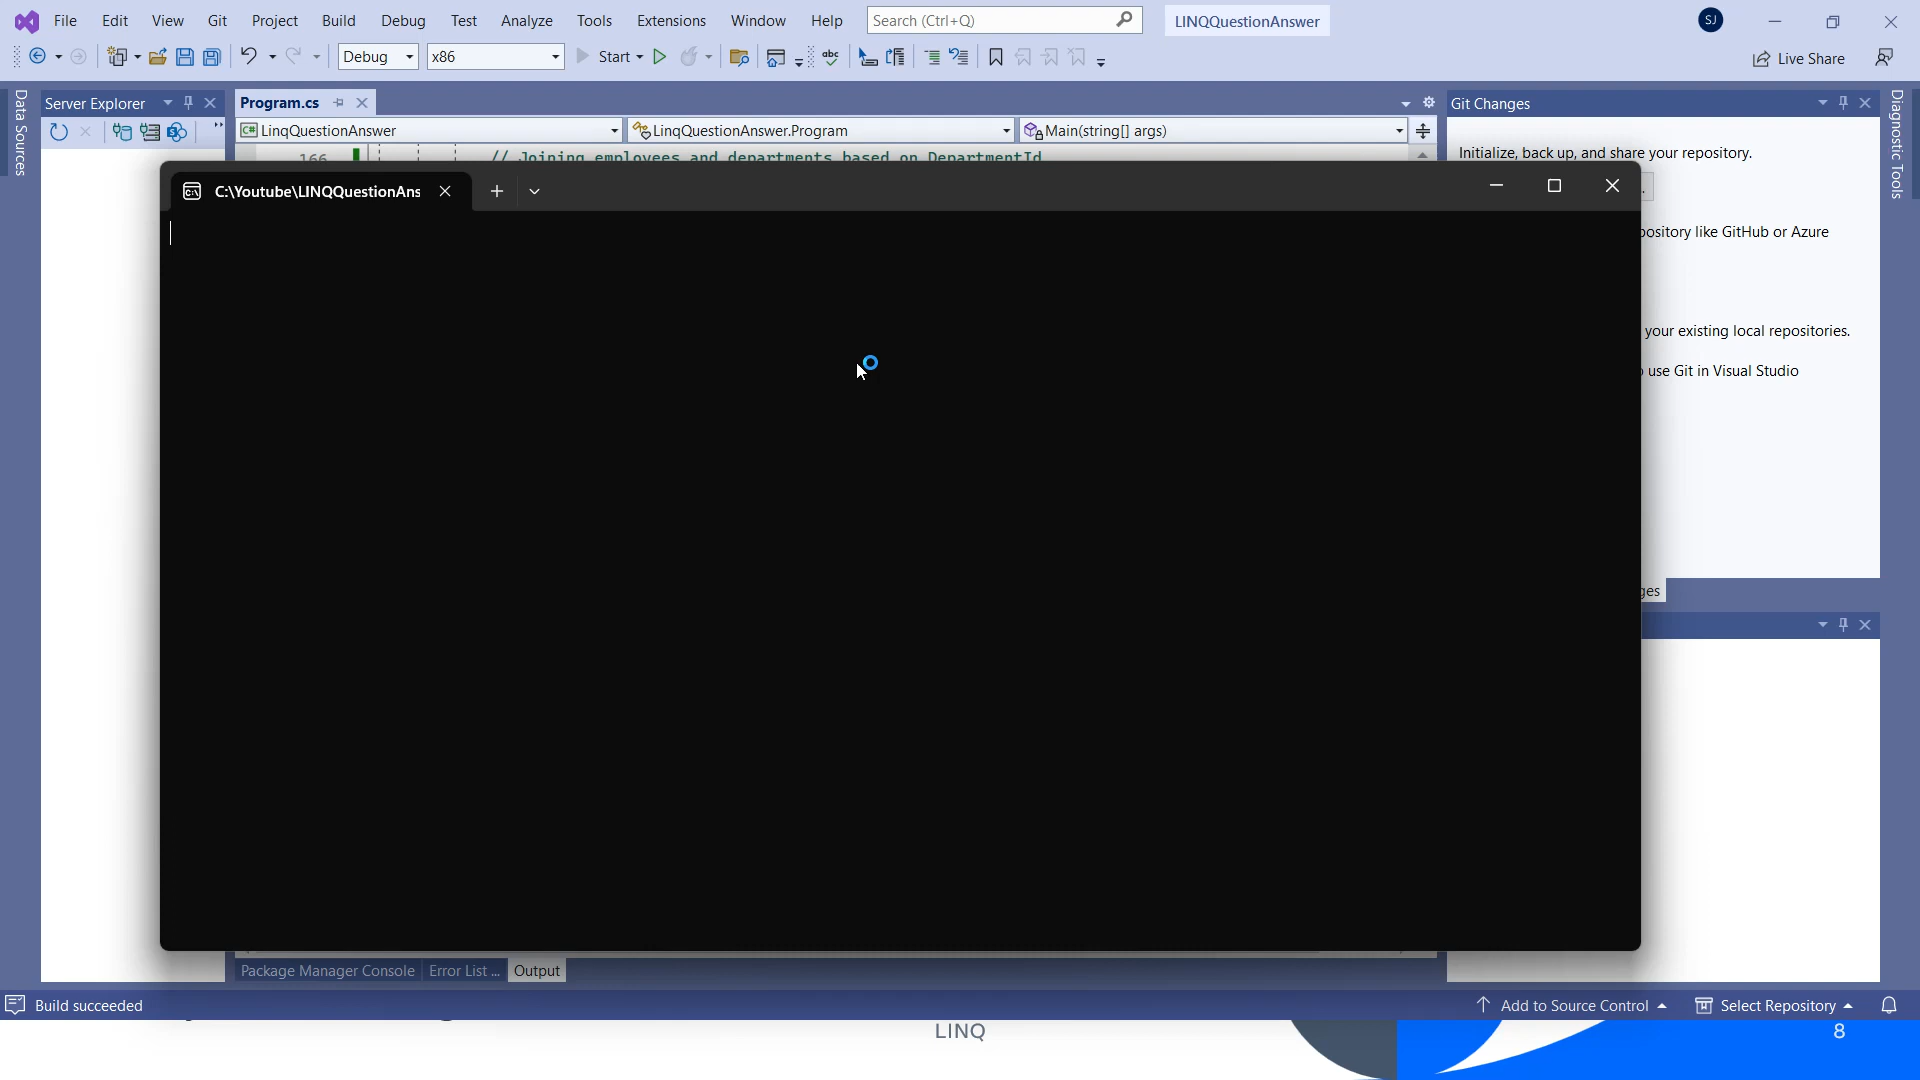 File Edit View Git Project Build Debug Test Analyze Tools Extensions Window Help Search (Ctrl+Q) LINQQuestionAnswer SJ
Debug x86 Start abc Live Share
Data Sources
Server Explorer
Program.cs
Git Changes
Diagnostic Tools
C# LinqQuestionAnswer LinqQuestionAnswer.Program Main(string[] args)
166 // Joining employees and departments based on DepartmentId
Initialize, back up, and share your repository.
C:\Youtube\LINQQuestionAns
like GitHub or Azure
your existing local repositories.
use Git in Visual Studio
Package Manager Console Error List ... Output
Build succeeded Add to Source Control Select Repository
LINQ 8